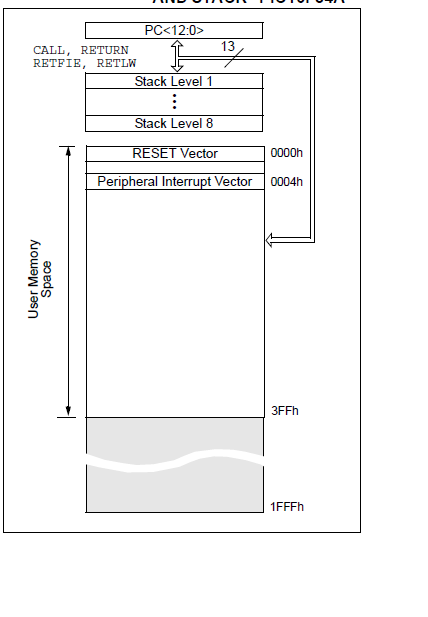 PC<12:0>
CALL, RETURN
RETFIE, RETLW
13
Stack Level 1
Stack Level 8
RESET Vector
0000h
Peripheral Interrupt Vector
0004h
User Memory
Space
3FFh
1FFFh